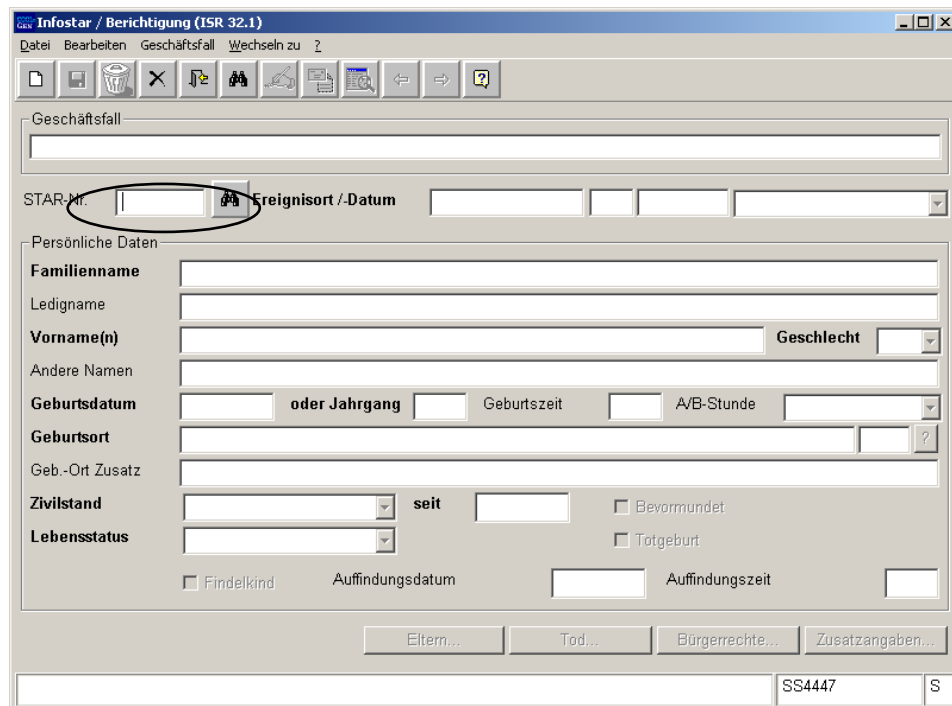 Infostar / Berichtigung (ISR 32.1)
Datei Bearbeiten Geschäftsfall Wechseln zu ?
Geschäftsfall
STAR-Nr. Ereignisort /-Datum
Persönliche Daten
Familienname
Ledigname
Vorname(n) Geschlecht
Andere Namen
Geburtsdatum oder Jahrgang Geburtszeit A/B-Stunde
Geburtsort ?
Geb.-Ort Zusatz
Zivilstand seit Bevormundet
Lebensstatus Totgeburt
Findelkind Auffindungsdatum Auffindungszeit
Eltern... Tod... Bürgerrechte... Zusatzangaben...
SS4447 S